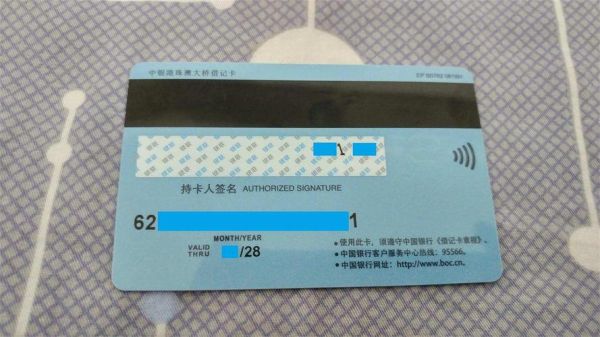 中银港珠澳大桥借记卡
持卡人签名 AUTHORIZED SIGNATURE
62 1
MONTH/YEAR
VALID THRU /28
• 使用此卡，须遵守中国银行《借记卡章程》。
• 中国银行客户服务中心热线：95566。
• 中国银行网址：http://www.boc.cn。